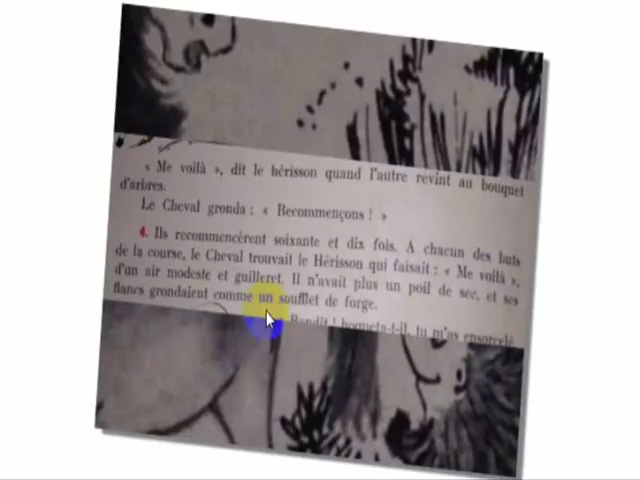 « Me voilà », dit le hérisson quand l'autre revint au bouquet
d'arbres.
Le Cheval gronda : « Recommençons ! »
4. Ils recommencèrent soixante et dix fois. A chacun des buts
de la course, le Cheval trouvait le Hérisson qui faisait : « Me voilà »,
d'un air modeste et guilleret. Il n'avait plus un poil de sec, et ses
flancs grondaient comme un soufflet de forge.
Bandit ! hoqueta-t-il, tu m'as ensorcelé